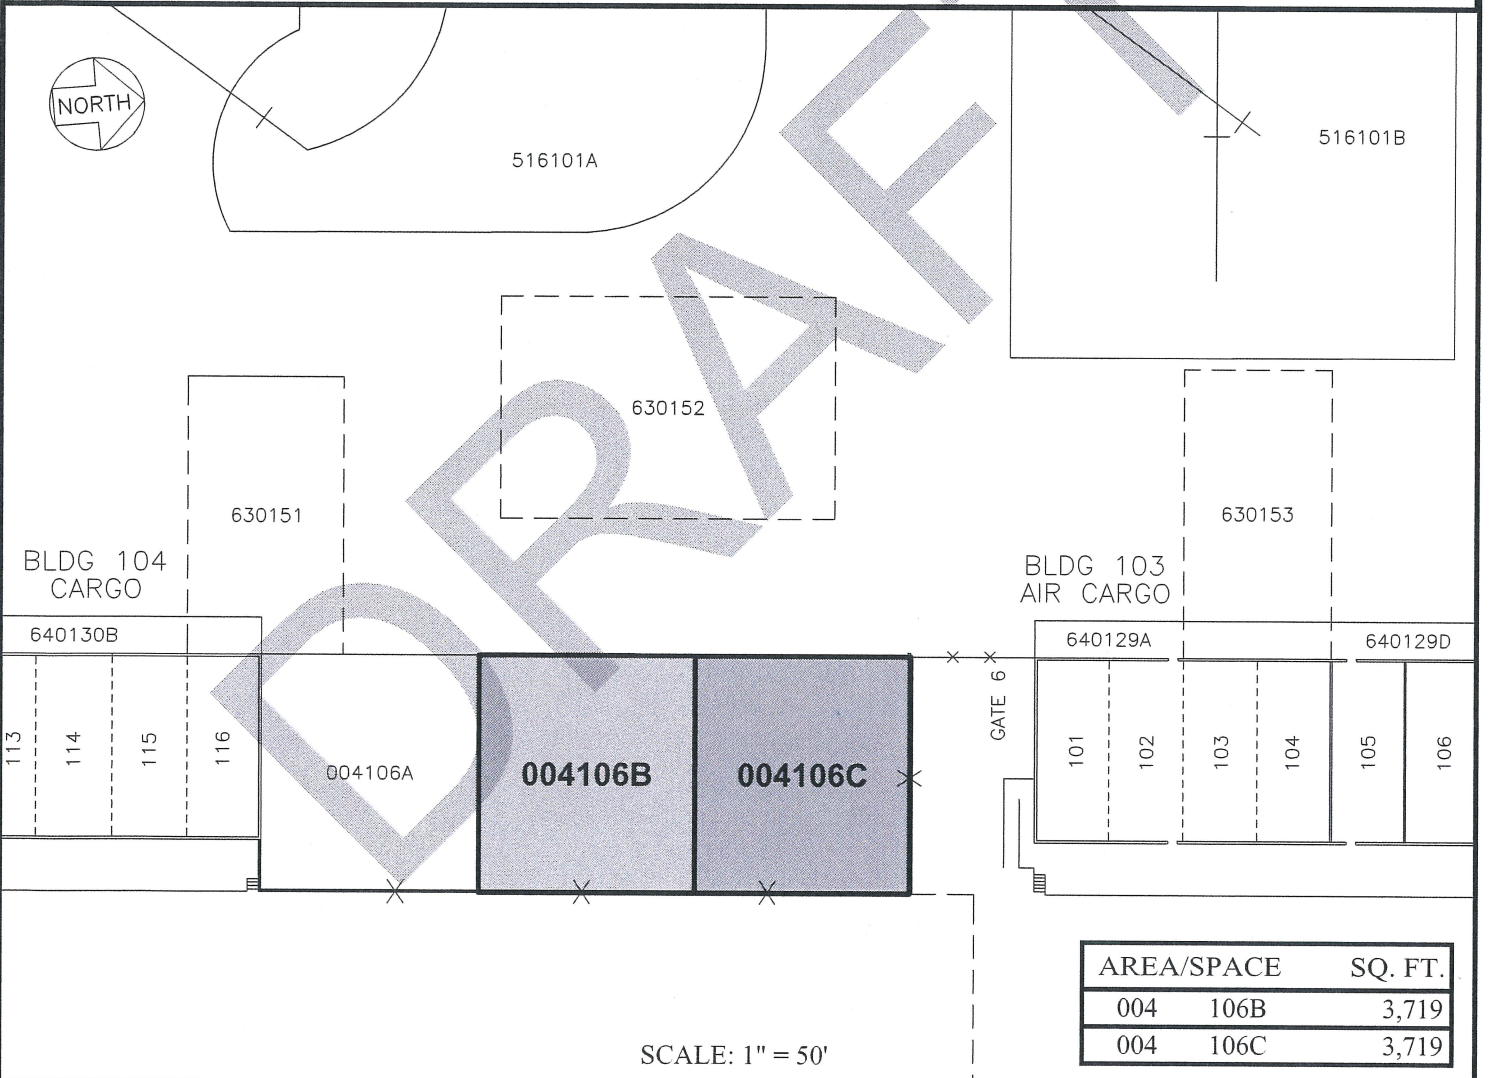 NORTH
516101A
516101B
630152
630151
630153
BLDG 104
CARGO
BLDG 103
AIR CARGO
640130B
640129A
640129D
GATE 6
113
114
115
116
004106A
004106B
004106C
101
102
103
104
105
106
DRAFT
AREA/SPACE SQ. FT.
004 106B 3,719
004 106C 3,719
SCALE: 1" = 50'